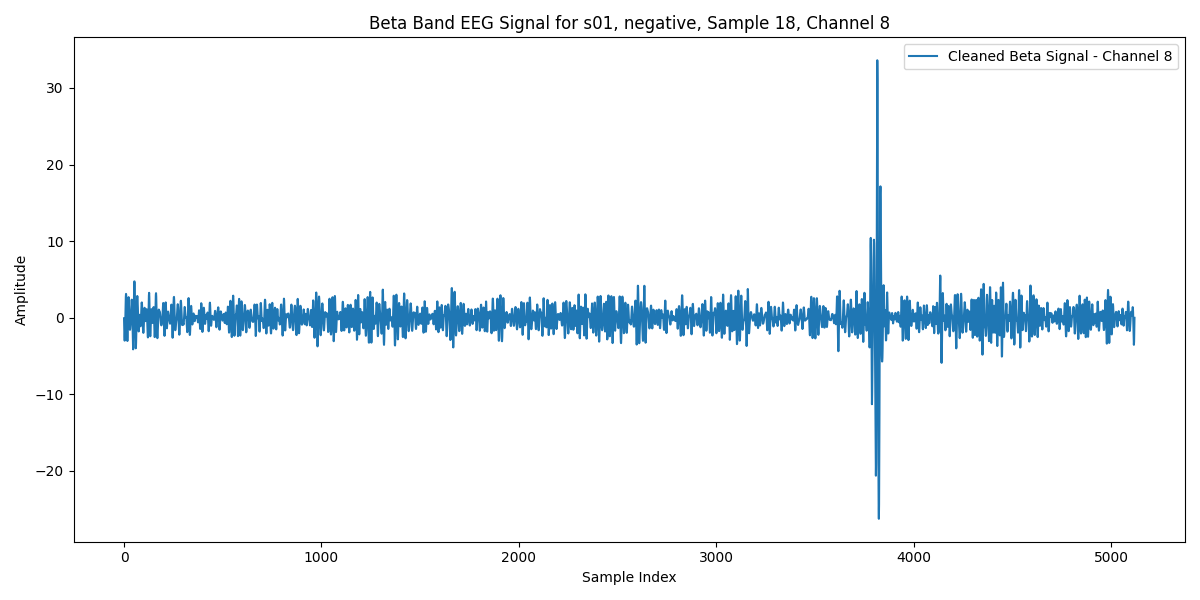 Beta Band EEG Signal for s01, negative, Sample 18, Channel 8
Cleaned Beta Signal - Channel 8
30
20
10
0
−10
−20
Amplitude
0 1000 2000 3000 4000 5000
Sample Index